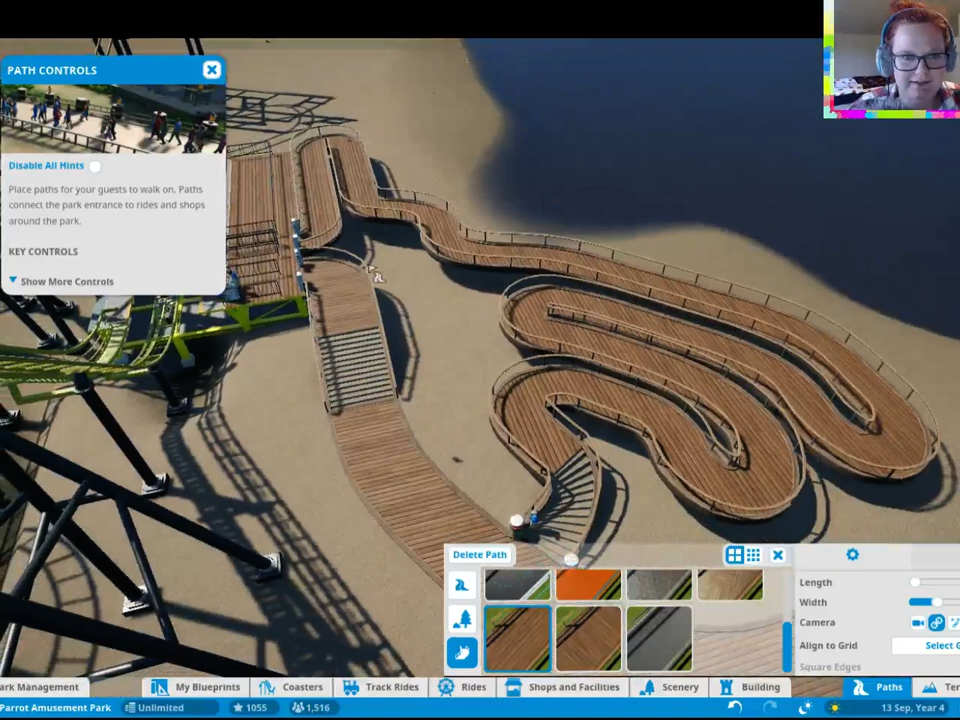 PATH CONTROLS
Disable All Hints
Place paths for your guests to walk on. Paths
connect the park entrance to rides and shops
around the park.
KEY CONTROLS
Show More Controls
Delete Path
Length
Width
Camera
Align to Grid
Select G
Square Edges
ark Management
My Blueprints
Coasters
Track Rides
Rides
Shops and Facilities
Scenery
Building
Paths
Ter
Parrot Amusement Park
Unlimited
1055
1,516
13 Sep, Year 4